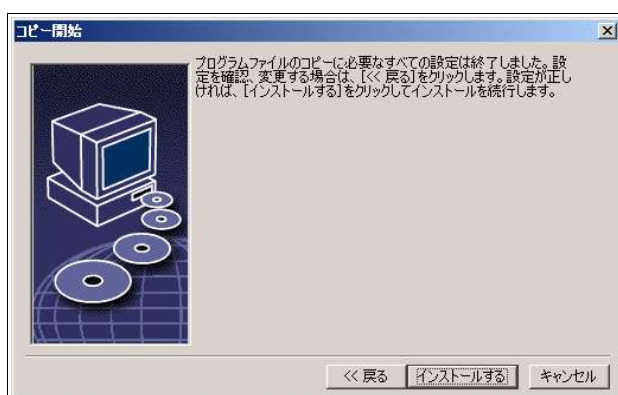 コピー開始
プログラムファイルのコピーに必要なすべての設定は終了しました。設
定を確認、変更する場合は、[<< 戻る]をクリックします。設定が正し
ければ、[インストールする]をクリックしてインストールを続行します。
<< 戻る
インストールする
キャンセル